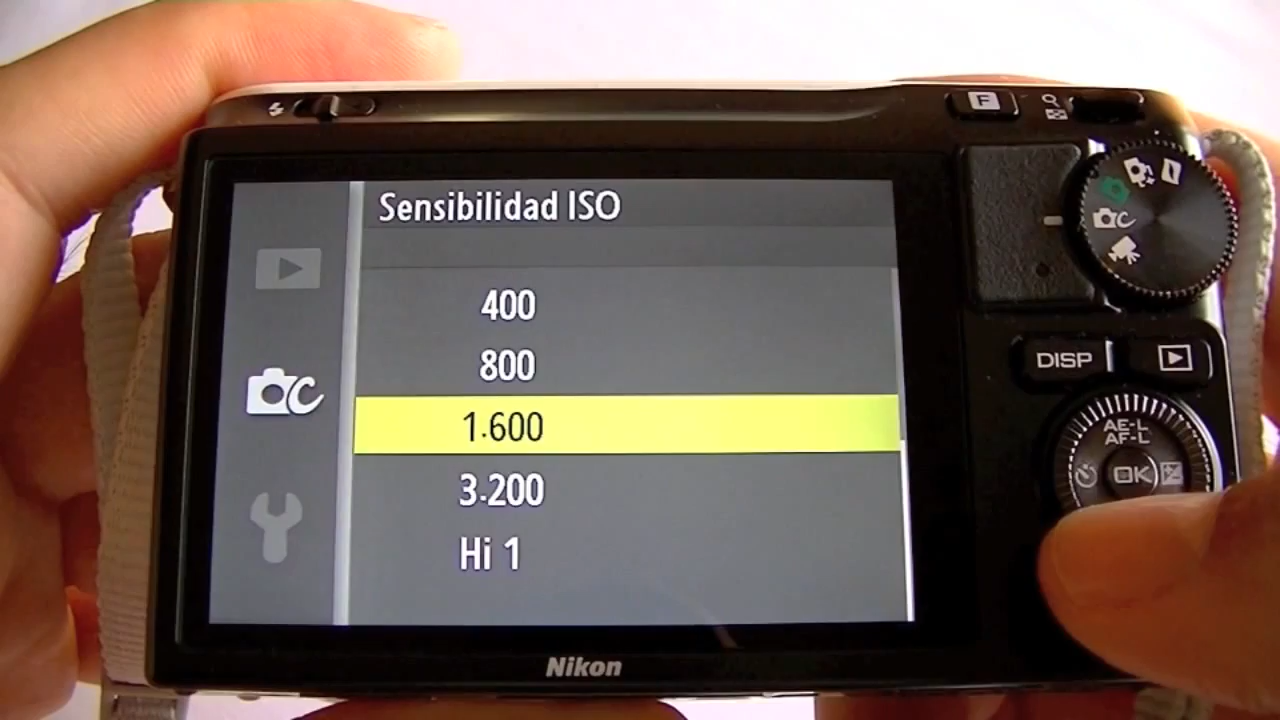 F
Sensibilidad ISO
400
800
1.600
3.200
Hi 1
C
C
DISP
AE-L
AF-L
OK
Nikon